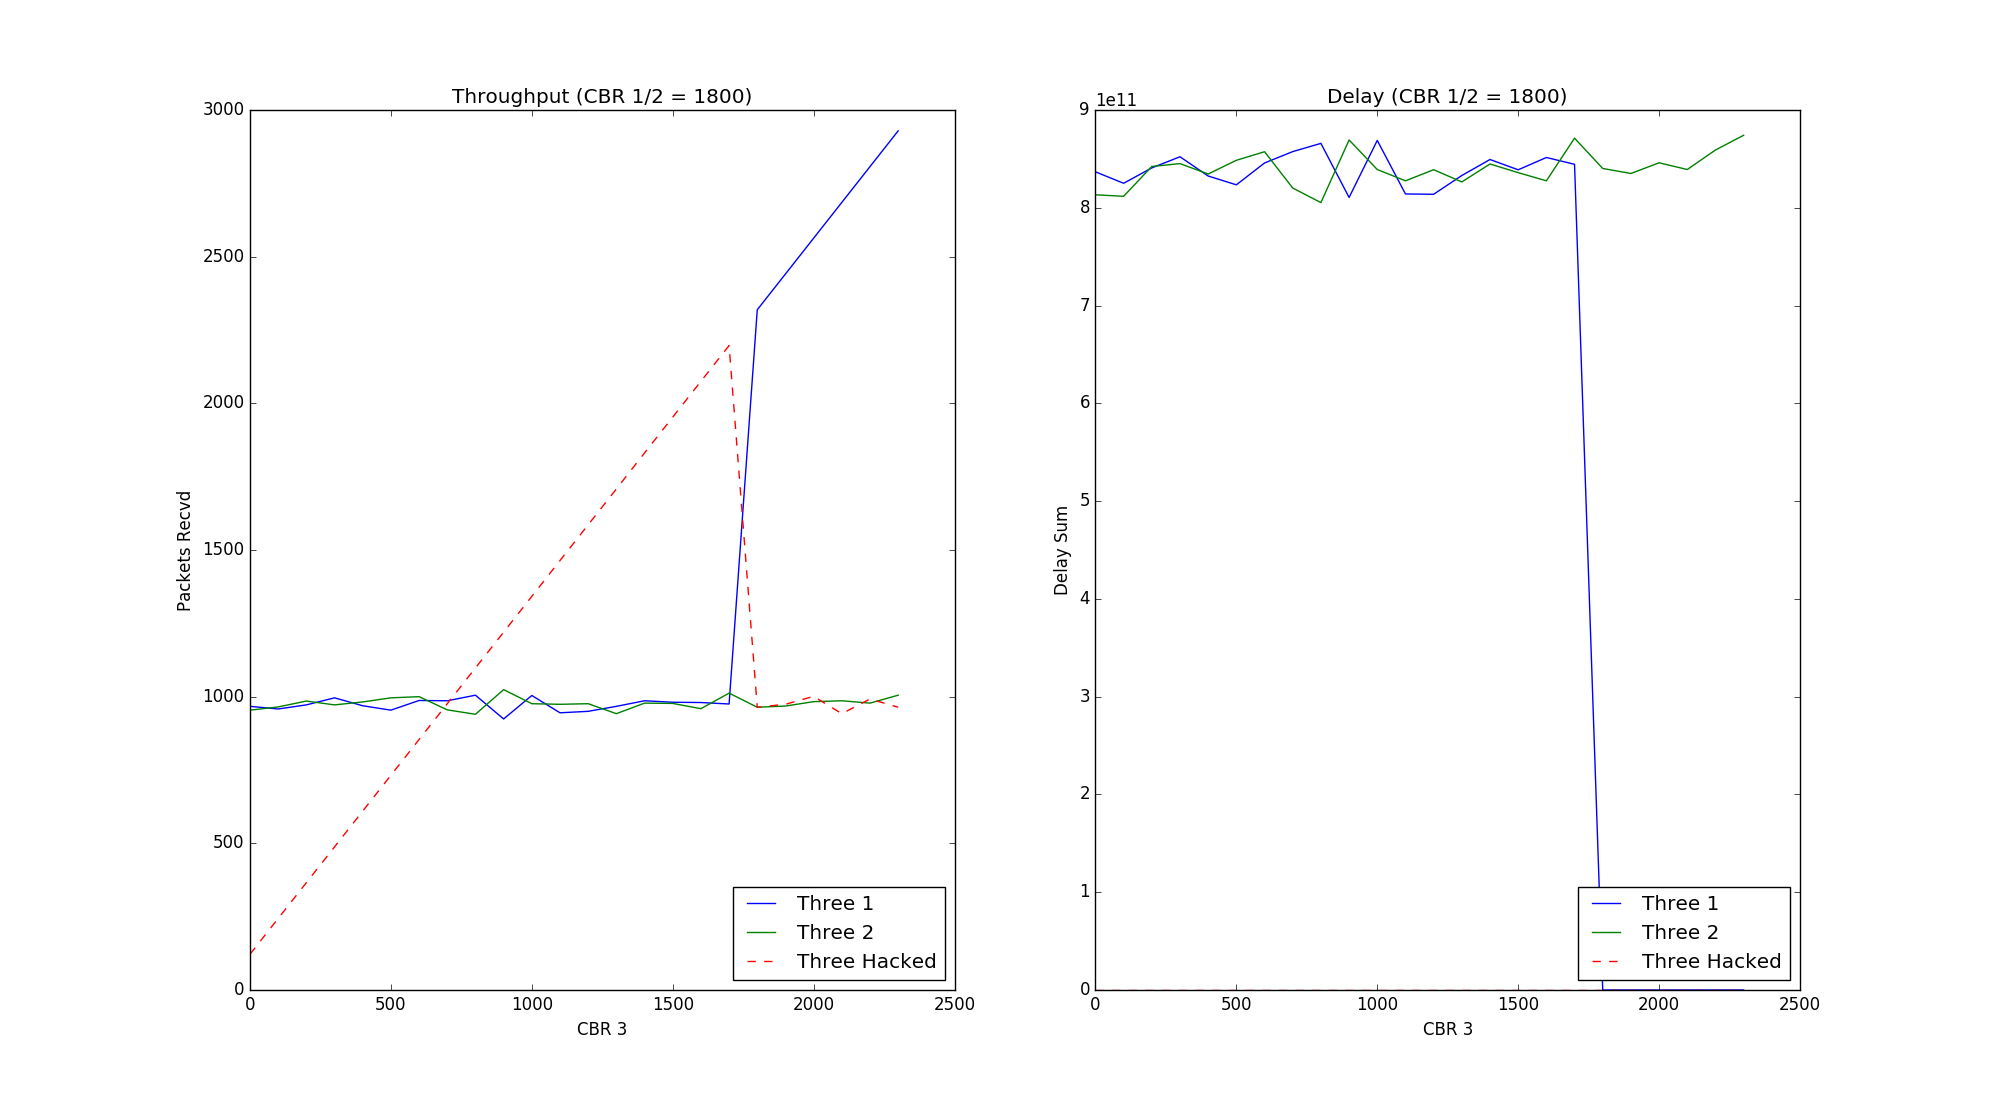 Throughput (CBR 1/2 = 1800)
3000
2500
2000
1500
1000
500
0
Packets Recvd
0 500 1000 1500 2000 2500
CBR 3
Three 1
Three 2
Three Hacked
Delay (CBR 1/2 = 1800)
1e11
9
8
7
6
5
4
3
2
1
0
Delay Sum
0 500 1000 1500 2000 2500
CBR 3
Three 1
Three 2
Three Hacked